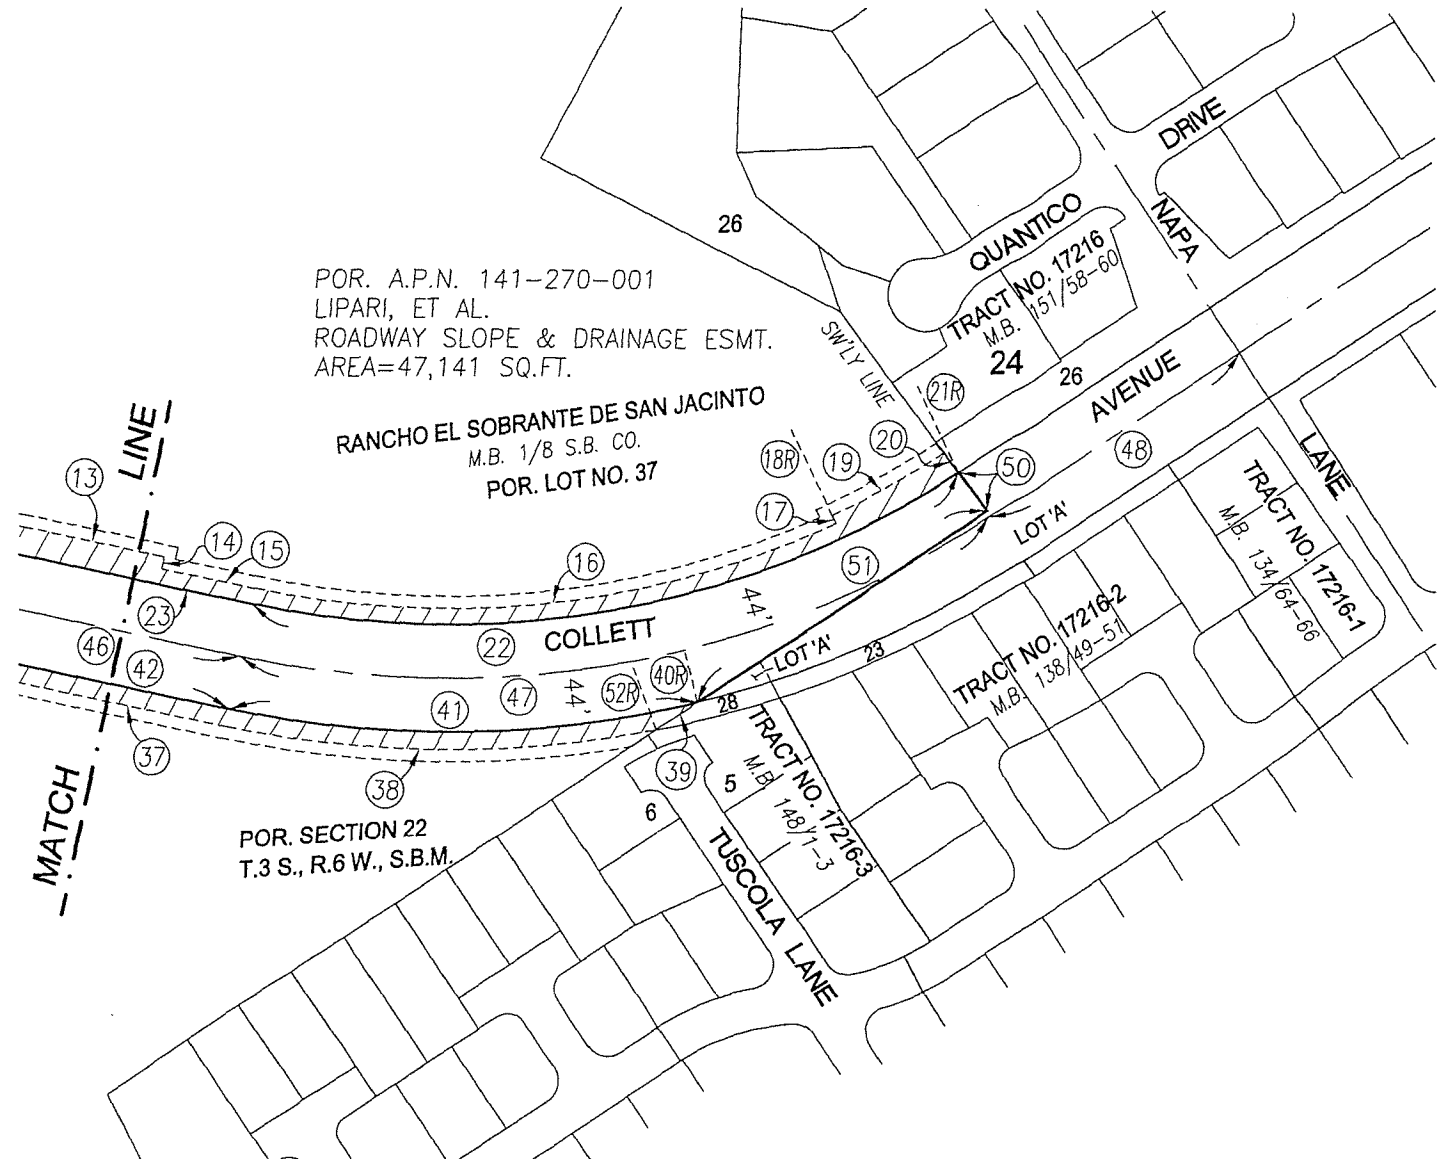 26
DRIVE
NAPA
QUANTICO
TRACT NO. 17216
M.B. 151/58-60
24
26
AVENUE
SW'LY LINE
POR. A.P.N. 141-270-001
LIPARI, ET AL.
ROADWAY SLOPE & DRAINAGE ESMT.
AREA=47,141 SQ.FT.
RANCHO EL SOBRANTE DE SAN JACINTO
M.B. 1/8 S.B. CO.
POR. LOT NO. 37
LINE
13
14
15
16
17
18R
19
20
21R
50
48
LANE
TRACT NO. 17216-1
M.B. 134/64-66
LOT 'A'
51
44'
COLLETT
22
23
46
42
41
47
44'
52R
40R
LOT 'A'
23
28
TRACT NO. 17216-2
M.B. 138/49-51
37
38
39
MATCH
POR. SECTION 22
T.3 S., R.6 W., S.B.M.
6
5
TRACT NO. 17216-3
M.B. 148/1-3
TUSCOLA LANE